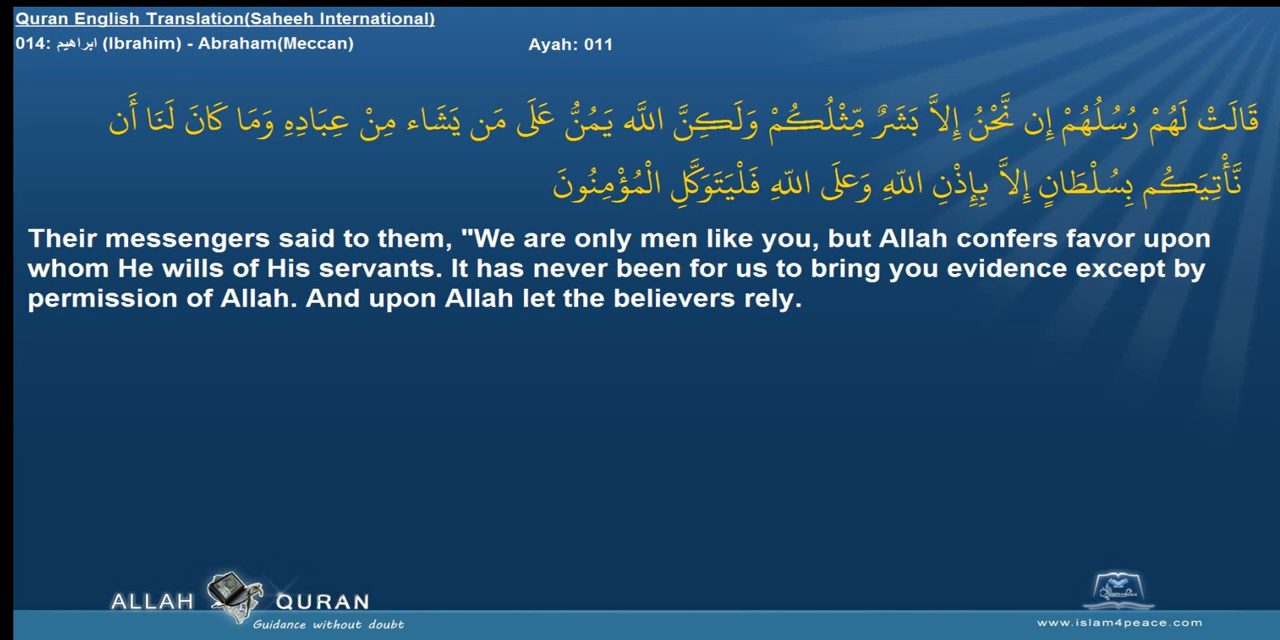 Quran English Translation(Saheeh International)
014: ابراهيم (Ibrahim) - Abraham(Meccan) Ayah: 011
قَالَتْ لَهُمْ رُسُلُهُمْ إِن نَّحْنُ إِلاَّ بَشَرٌ مِّثْلُكُمْ وَلَكِنَّ اللَّه يَمُنُّ عَلَى مَن يَشَاء مِنْ عِبَادِهِ وَمَا كَانَ لَنَا أَن
نَّأْتِيَكُم بِسُلْطَانٍ إِلاَّ بِإِذْنِ اللّهِ وَعَلَى اللّهِ فَلْيَتَوَكَّلِ الْمُؤْمِنُونَ
Their messengers said to them, "We are only men like you, but Allah confers favor upon
whom He wills of His servants. It has never been for us to bring you evidence except by
permission of Allah. And upon Allah let the believers rely.
ALLAH QURAN
Guidance without doubt
www.islam4peace.com